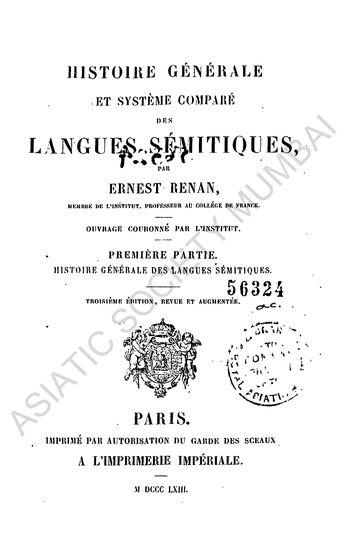 HISTOIRE GÉNÉRALE
ET SYSTÈME COMPARÉ
DES
LANGUES SÉMITIQUES,
PAR
ERNEST RENAN,
MEMBRE DE L'INSTITUT, PROFESSEUR AU COLLÉGE DE FRANCE.
OUVRAGE COURONNÉ PAR L'INSTITUT.
PREMIÈRE PARTIE.
HISTOIRE GÉNÉRALE DES LANGUES SÉMITIQUES.
56324
TROISIÈME ÉDITION, REVUE ET AUGMENTÉE.
PARIS.
IMPRIMÉ PAR AUTORISATION DU GARDE DES SCEAUX
A L'IMPRIMERIE IMPÉRIALE.
M DCCC LXIII.
ASIATIC SOCIETY MUMBAI